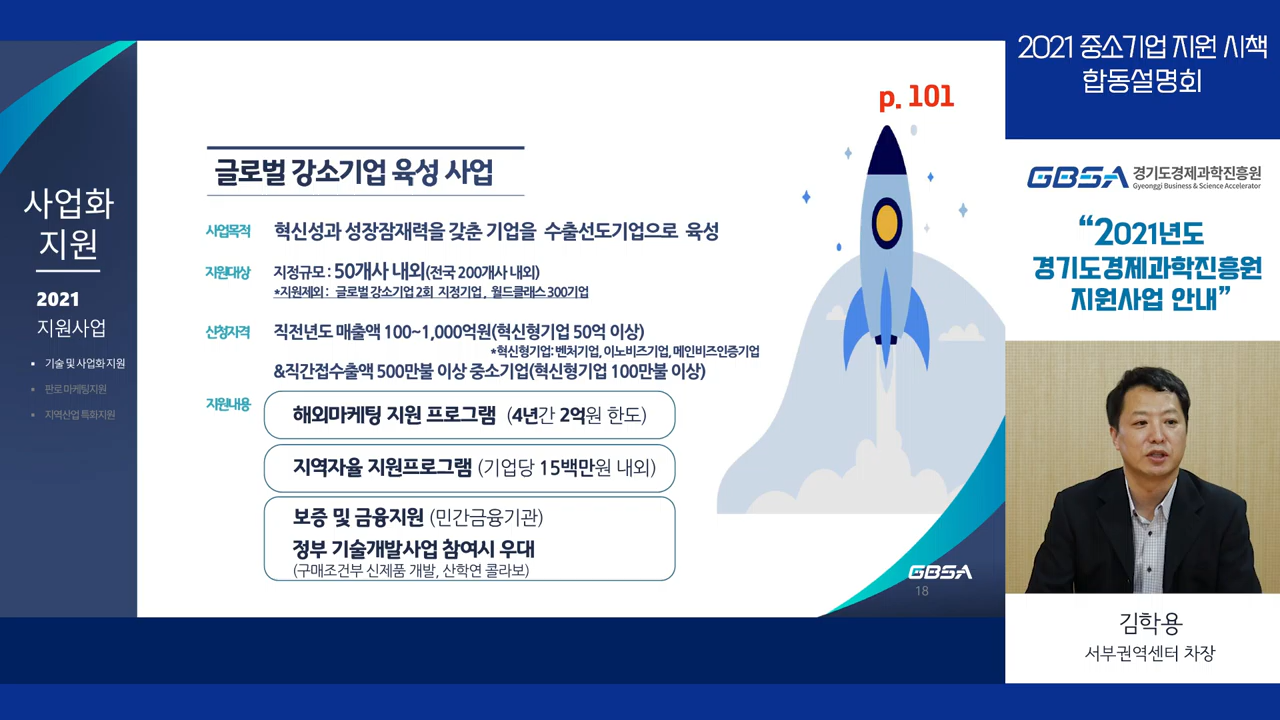 사업화
지원
2021
지원사업
• 기술 및 사업화 지원
• 판로 마케팅지원
• 지역산업 특화지원
p. 101
글로벌 강소기업 육성 사업
사업목적 혁신성과 성장잠재력을 갖춘 기업을 수출선도기업으로 육성
지원대상 지정규모 : 50개사 내외(전국 200개사 내외)
*지원제외 : 글로벌 강소기업 2회 지정기업 , 월드클래스 300기업
신청자격 직전년도 매출액 100~1,000억원(혁신형기업 50억 이상)
*혁신형기업: 벤처기업, 이노비즈기업, 메인비즈인증기업
&직간접수출액 500만불 이상 중소기업(혁신형기업 100만불 이상)
지원내용 해외마케팅 지원 프로그램 (4년간 2억원 한도)
지역자율 지원프로그램 (기업당 15백만원 내외)
보증 및 금융지원 (민간금융기관)
정부 기술개발사업 참여시 우대
(구매조건부 신제품 개발, 산학연 콜라보)
GBSA
18
2021 중소기업 지원 시책
합동설명회
GBSA 경기도경제과학진흥원
Gyeonggi Business & Science Accelerator
“2021년도
경기도경제과학진흥원
지원사업 안내”
김학용
서부권역센터 차장